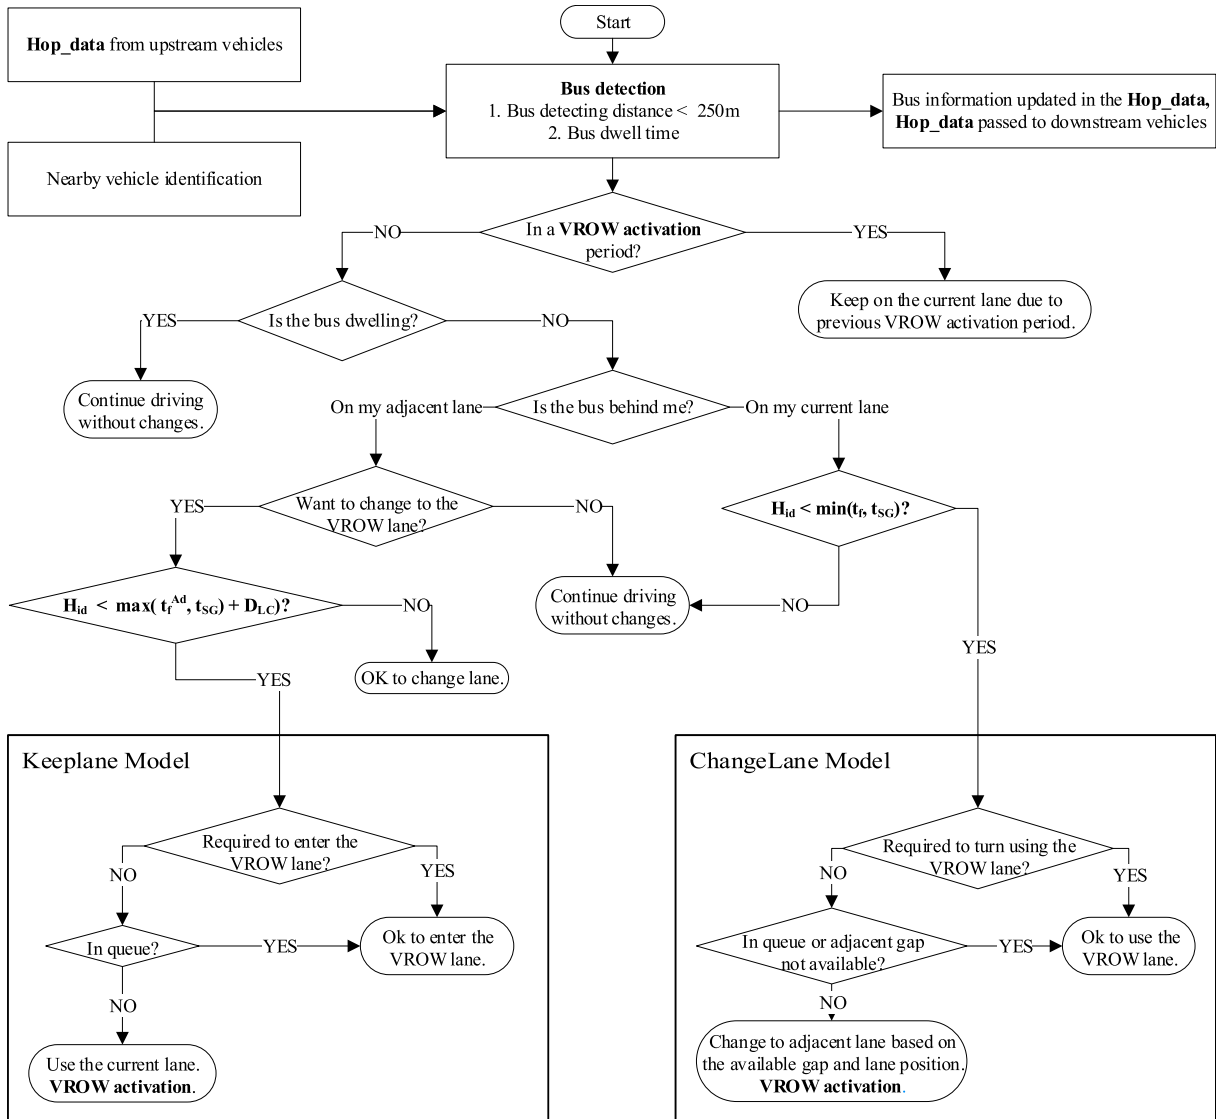 Start
Hop_data from upstream vehicles
Bus detection
1. Bus detecting distance < 250m
2. Bus dwell time
Bus information updated in the Hop_data,
Hop_data passed to downstream vehicles
Nearby vehicle identification
In a VROW activation
period?
NO
YES
Keep on the current lane due to
previous VROW activation period.
Is the bus dwelling?
YES
NO
Continue driving
without changes.
Is the bus behind me?
On my adjacent lane
On my current lane
Want to change to the
VROW lane?
YES
NO
H_id < min(t_f, t_SG)?
H_id < max( t_f^Ad, t_SG) + D_LC)?
NO
Continue driving
without changes.
NO
YES
OK to change lane.
YES
Keeplane Model
Required to enter the
VROW lane?
NO
YES
In queue?
YES
Ok to enter the
VROW lane.
NO
Use the current lane.
VROW activation.
ChangeLane Model
Required to turn using the
VROW lane?
NO
YES
In queue or adjacent gap
not available?
YES
Ok to use the
VROW lane.
NO
Change to adjacent lane based on
the available gap and lane position.
VROW activation.